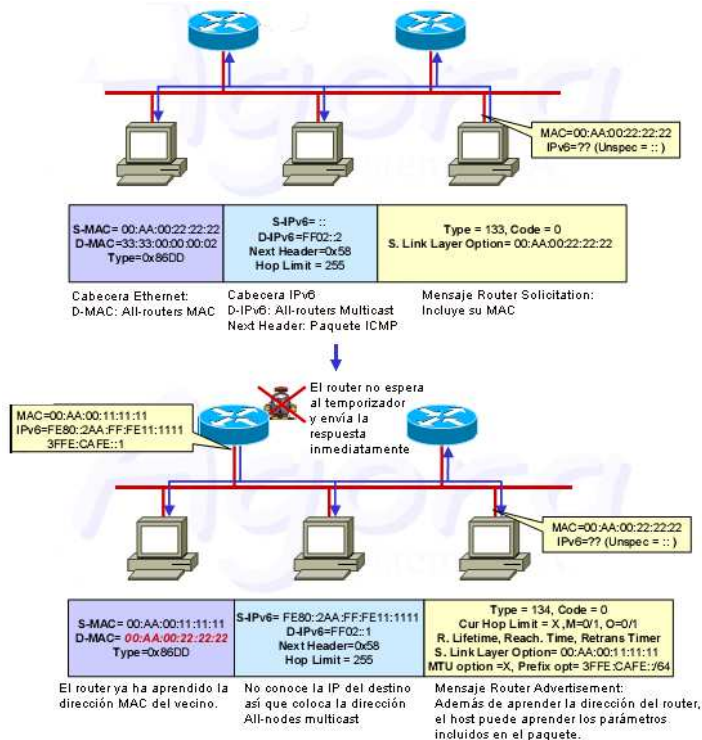 MAC=00:AA:00:22:22:22
IPv6=?? (Unspec = :: )
S-MAC= 00:AA:00:22:22:22
D-MAC=33:33:00:00:00:02
Type=0x86DD
S-IPv6= ::
D-IPv6=FF02::2
Next Header=0x58
Hop Limit = 255
Type = 133, Code = 0
S. Link Layer Option= 00:AA:00:22:22:22
Cabecera Ethernet:
D-MAC: All-routers MAC
Cabecera IPv6
D-IPv6: All-routers Multicast
Next Header: Paquete ICMP
Mensaje Router Solicitation:
Incluye su MAC
El router no espera
al temporizador
y envía la
respuesta
inmediatamente
MAC=00:AA:00:11:11:11
IPv6=FE80::2AA:FF:FE11:1111
3FFE:CAFE::1
MAC=00:AA:00:22:22:22
IPv6=?? (Unspec = :: )
S-MAC= 00:AA:00:11:11:11
D-MAC= 00:AA:00:22:22:22
Type=0x86DD
S-IPv6= FE80::2AA:FF:FE11:1111
D-IPv6=FF02::1
Next Header=0x58
Hop Limit = 255
Type = 134, Code = 0
Cur Hop Limit = X ,M=0/1, O=0/1
R. Lifetime, Reach. Time, Retrans Timer
S. Link Layer Option= 00:AA:00:11:11:11
MTU option =X, Prefix opt= 3FFE:CAFE::/64
El router ya ha aprendido la
dirección MAC del vecino.
No conoce la IP del destino
así que coloca la dirección
All-nodes multicast
Mensaje Router Advertisement:
Además de aprender la dirección del router,
el host puede aprender los parámetros
incluidos en el paquete.